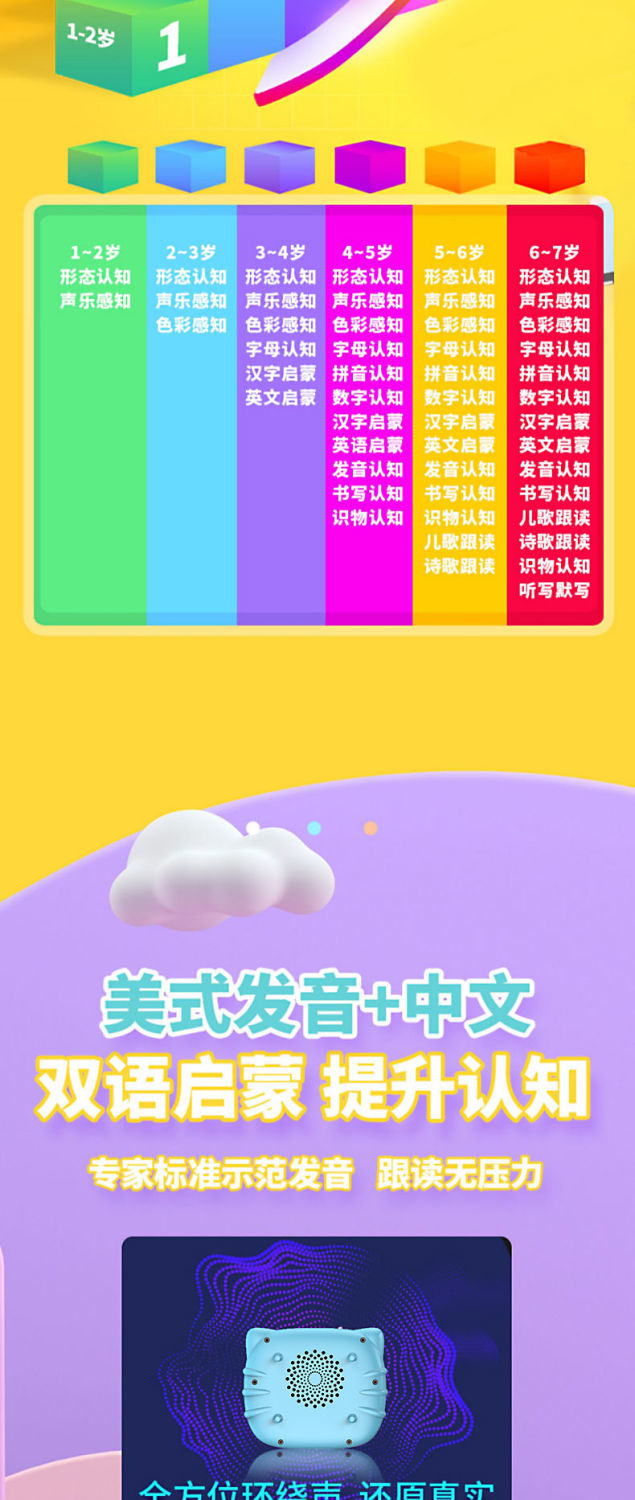 1-2岁
1
1~2岁
形态认知
声乐感知
2~3岁
形态认知
声乐感知
色彩感知
3~4岁
形态认知
声乐感知
色彩感知
字母认知
汉字启蒙
英文启蒙
4~5岁
形态认知
声乐感知
色彩感知
字母认知
拼音认知
数字认知
汉字启蒙
英语启蒙
发音认知
书写认知
识物认知
5~6岁
形态认知
声乐感知
色彩感知
字母认知
拼音认知
数字认知
汉字启蒙
英文启蒙
发音认知
书写认知
识物认知
儿歌跟读
诗歌跟读
6~7岁
形态认知
声乐感知
色彩感知
字母认知
拼音认知
数字认知
汉字启蒙
英文启蒙
发音认知
书写认知
儿歌跟读
诗歌跟读
识物认知
听写默写
美式发音+中文
双语启蒙 提升认知
专家标准示范发音 跟读无压力
全方位环绕声 还原真实